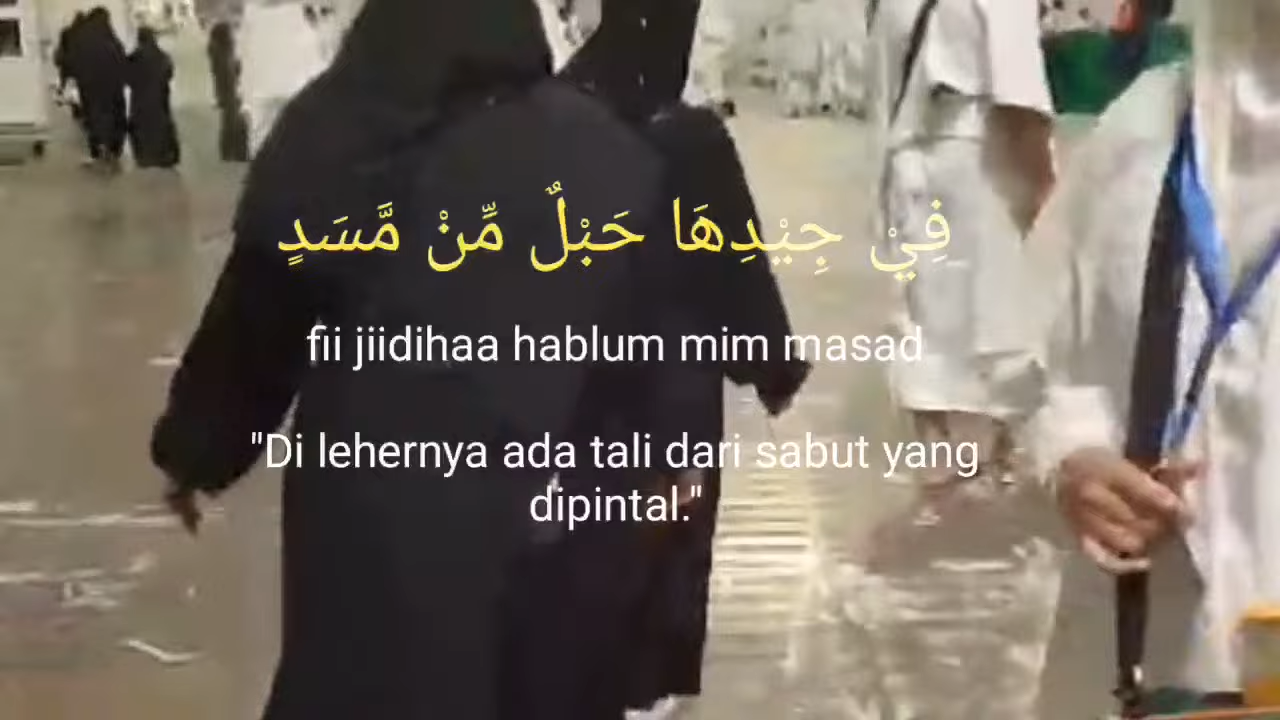 فِيْ جِيْدِهَا حَبْلٌ مِّنْ مَّسَدٍ
fii jiidihaa hablum mim masad
"Di lehernya ada tali dari sabut yang
dipintal."